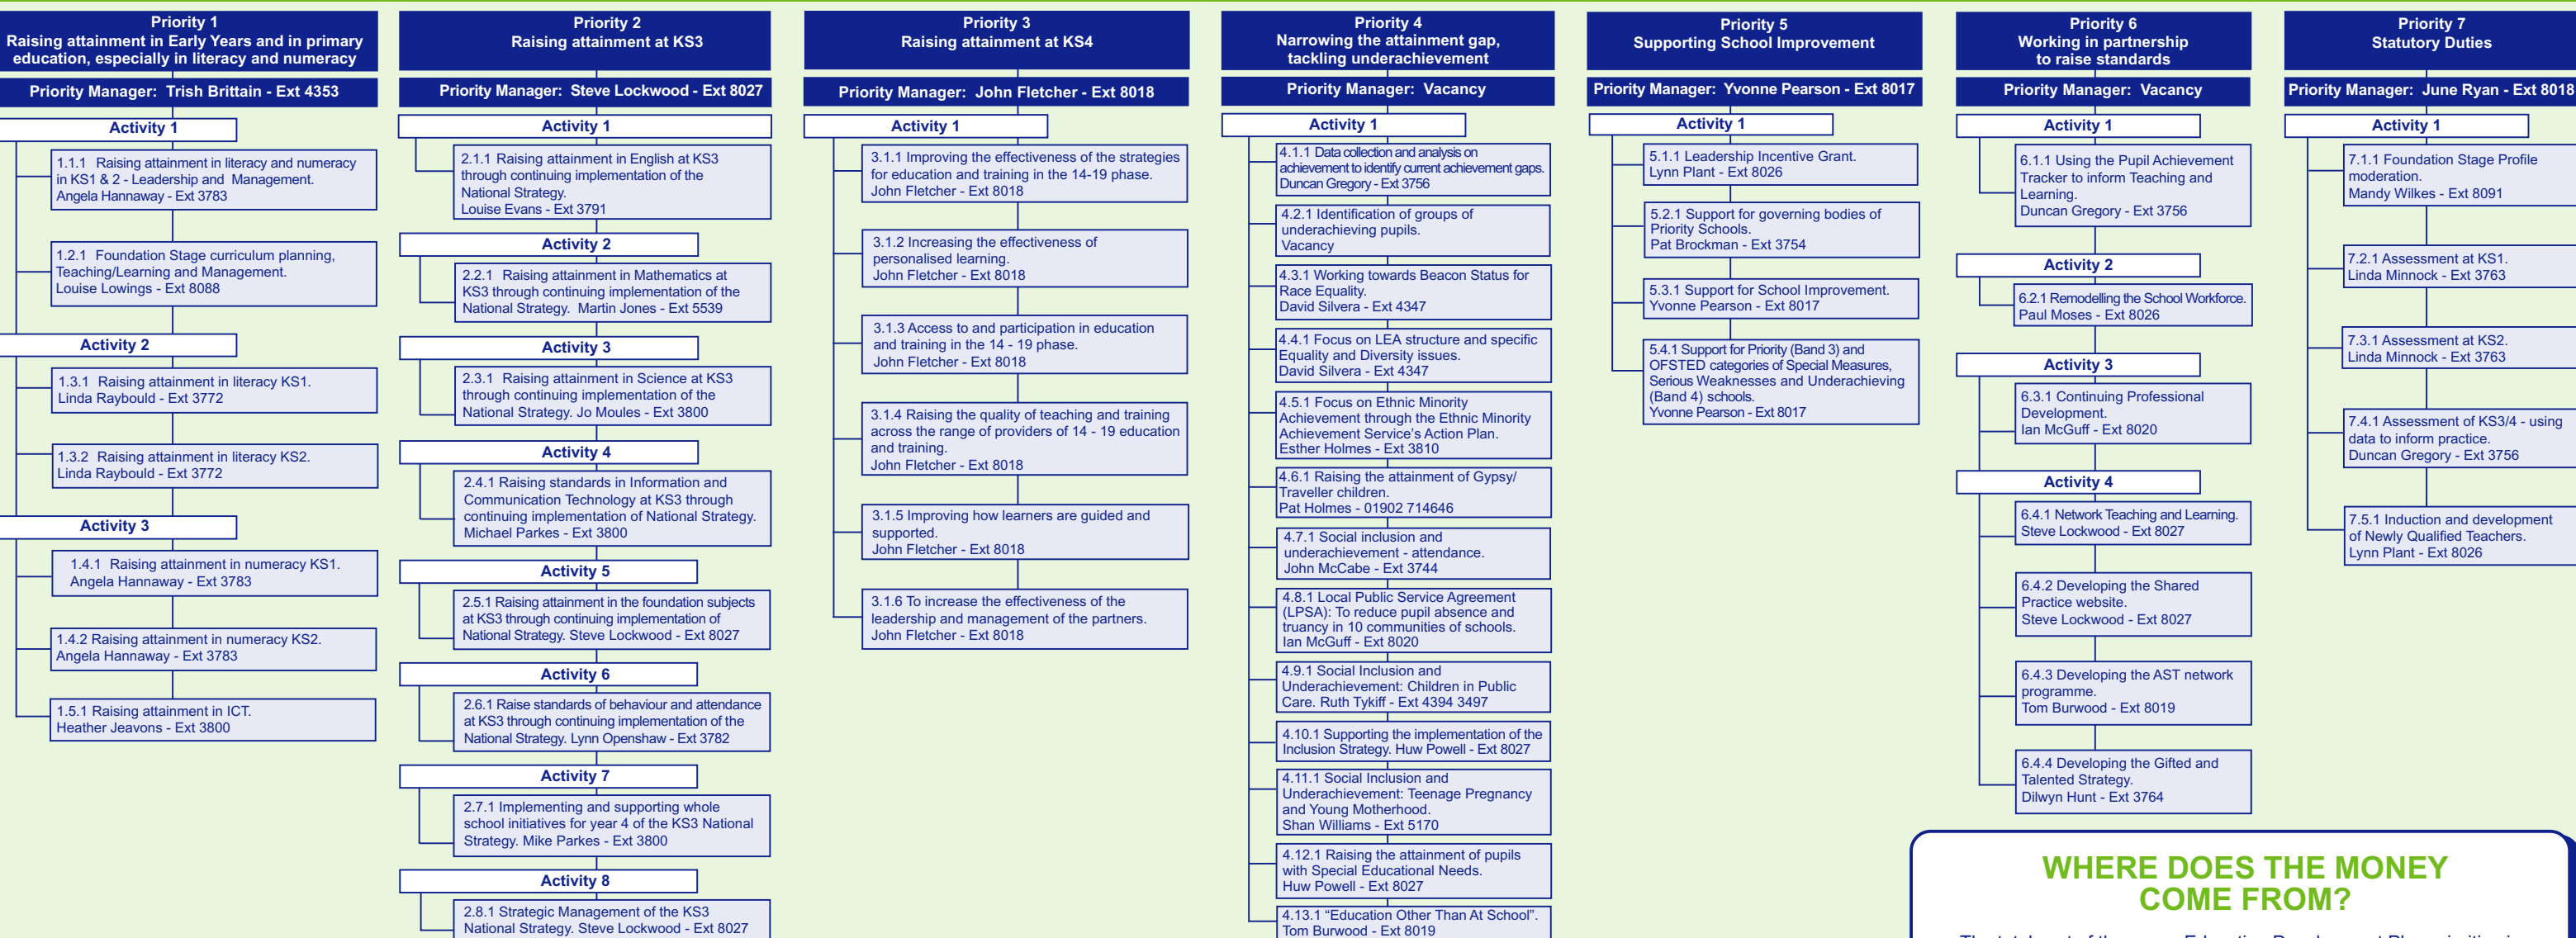 Priority 1
Raising attainment in Early Years and in primary
education, especially in literacy and numeracy
Priority Manager: Trish Brittain - Ext 4353
Activity 1
1.1.1 Raising attainment in literacy and numeracy
in KS1 & 2 - Leadership and Management.
Angela Hannaway - Ext 3783
1.2.1 Foundation Stage curriculum planning,
Teaching/Learning and Management.
Louise Lowings - Ext 8088
Activity 2
1.3.1 Raising attainment in literacy KS1.
Linda Raybould - Ext 3772
1.3.2 Raising attainment in literacy KS2.
Linda Raybould - Ext 3772
Activity 3
1.4.1 Raising attainment in numeracy KS1.
Angela Hannaway - Ext 3783
1.4.2 Raising attainment in numeracy KS2.
Angela Hannaway - Ext 3783
1.5.1 Raising attainment in ICT.
Heather Jeavons - Ext 3800
Priority 2
Raising attainment at KS3
Priority Manager: Steve Lockwood - Ext 8027
Activity 1
2.1.1 Raising attainment in English at KS3
through continuing implementation of the
National Strategy.
Louise Evans - Ext 3791
Activity 2
2.2.1 Raising attainment in Mathematics at
KS3 through continuing implementation of the
National Strategy. Martin Jones - Ext 5539
Activity 3
2.3.1 Raising attainment in Science at KS3
through continuing implementation of the
National Strategy. Jo Moules - Ext 3800
Activity 4
2.4.1 Raising standards in Information and
Communication Technology at KS3 through
continuing implementation of National Strategy.
Michael Parkes - Ext 3800
Activity 5
2.5.1 Raising attainment in the foundation subjects
at KS3 through continuing implementation of
National Strategy. Steve Lockwood - Ext 8027
Activity 6
2.6.1 Raise standards of behaviour and attendance
at KS3 through continuing implementation of the
National Strategy. Lynn Openshaw - Ext 3782
Activity 7
2.7.1 Implementing and supporting whole
school initiatives for year 4 of the KS3 National
Strategy. Mike Parkes - Ext 3800
Activity 8
2.8.1 Strategic Management of the KS3
National Strategy. Steve Lockwood - Ext 8027
Priority 3
Raising attainment at KS4
Priority Manager: John Fletcher - Ext 8018
Activity 1
3.1.1 Improving the effectiveness of the strategies
for education and training in the 14-19 phase.
John Fletcher - Ext 8018
3.1.2 Increasing the effectiveness of
personalised learning.
John Fletcher - Ext 8018
3.1.3 Access to and participation in education
and training in the 14 - 19 phase.
John Fletcher - Ext 8018
3.1.4 Raising the quality of teaching and training
across the range of providers of 14 - 19 education
and training.
John Fletcher - Ext 8018
3.1.5 Improving how learners are guided and
supported.
John Fletcher - Ext 8018
3.1.6 To increase the effectiveness of the
leadership and management of the partners.
John Fletcher - Ext 8018
Priority 4
Narrowing the attainment gap,
tackling underachievement
Priority Manager: Vacancy
Activity 1
4.1.1 Data collection and analysis on
achievement to identify current achievement gaps.
Duncan Gregory - Ext 3756
4.2.1 Identification of groups of
underachieving pupils.
Vacancy
4.3.1 Working towards Beacon Status for
Race Equality.
David Silvera - Ext 4347
4.4.1 Focus on LEA structure and specific
Equality and Diversity issues.
David Silvera - Ext 4347
4.5.1 Focus on Ethnic Minority
Achievement through the Ethnic Minority
Achievement Service's Action Plan.
Esther Holmes - Ext 3810
4.6.1 Raising the attainment of Gypsy/
Traveller children.
Pat Holmes - 01902 714646
4.7.1 Social inclusion and
underachievement - attendance.
John McCabe - Ext 3744
4.8.1 Local Public Service Agreement
(LPSA): To reduce pupil absence and
truancy in 10 communities of schools.
Ian McGuff - Ext 8020
4.9.1 Social Inclusion and
Underachievement: Children in Public
Care. Ruth Tykiff - Ext 4394 3497
4.10.1 Supporting the implementation of the
Inclusion Strategy. Huw Powell - Ext 8027
4.11.1 Social Inclusion and
Underachievement: Teenage Pregnancy
and Young Motherhood.
Shan Williams - Ext 5170
4.12.1 Raising the attainment of pupils
with Special Educational Needs.
Huw Powell - Ext 8027
4.13.1 “Education Other Than At School”.
Tom Burwood - Ext 8019
Priority 5
Supporting School Improvement
Priority Manager: Yvonne Pearson - Ext 8017
Activity 1
5.1.1 Leadership Incentive Grant.
Lynn Plant - Ext 8026
5.2.1 Support for governing bodies of
Priority Schools.
Pat Brockman - Ext 3754
5.3.1 Support for School Improvement.
Yvonne Pearson - Ext 8017
5.4.1 Support for Priority (Band 3) and
OFSTED categories of Special Measures,
Serious Weaknesses and Underachieving
(Band 4) schools.
Yvonne Pearson - Ext 8017
Priority 6
Working in partnership
to raise standards
Priority Manager: Vacancy
Activity 1
6.1.1 Using the Pupil Achievement
Tracker to inform Teaching and
Learning.
Duncan Gregory - Ext 3756
Activity 2
6.2.1 Remodelling the School Workforce.
Paul Moses - Ext 8026
Activity 3
6.3.1 Continuing Professional
Development.
Ian McGuff - Ext 8020
Activity 4
6.4.1 Network Teaching and Learning.
Steve Lockwood - Ext 8027
6.4.2 Developing the Shared
Practice website.
Steve Lockwood - Ext 8027
6.4.3 Developing the AST network
programme.
Tom Burwood - Ext 8019
6.4.4 Developing the Gifted and
Talented Strategy.
Dilwyn Hunt - Ext 3764
Priority 7
Statutory Duties
Priority Manager: June Ryan - Ext 8018
Activity 1
7.1.1 Foundation Stage Profile
moderation.
Mandy Wilkes - Ext 8091
7.2.1 Assessment at KS1.
Linda Minnock - Ext 3763
7.3.1 Assessment at KS2.
Linda Minnock - Ext 3763
7.4.1 Assessment of KS3/4 - using
data to inform practice.
Duncan Gregory - Ext 3756
7.5.1 Induction and development
of Newly Qualified Teachers.
Lynn Plant - Ext 8026
WHERE DOES THE MONEY
COME FROM?